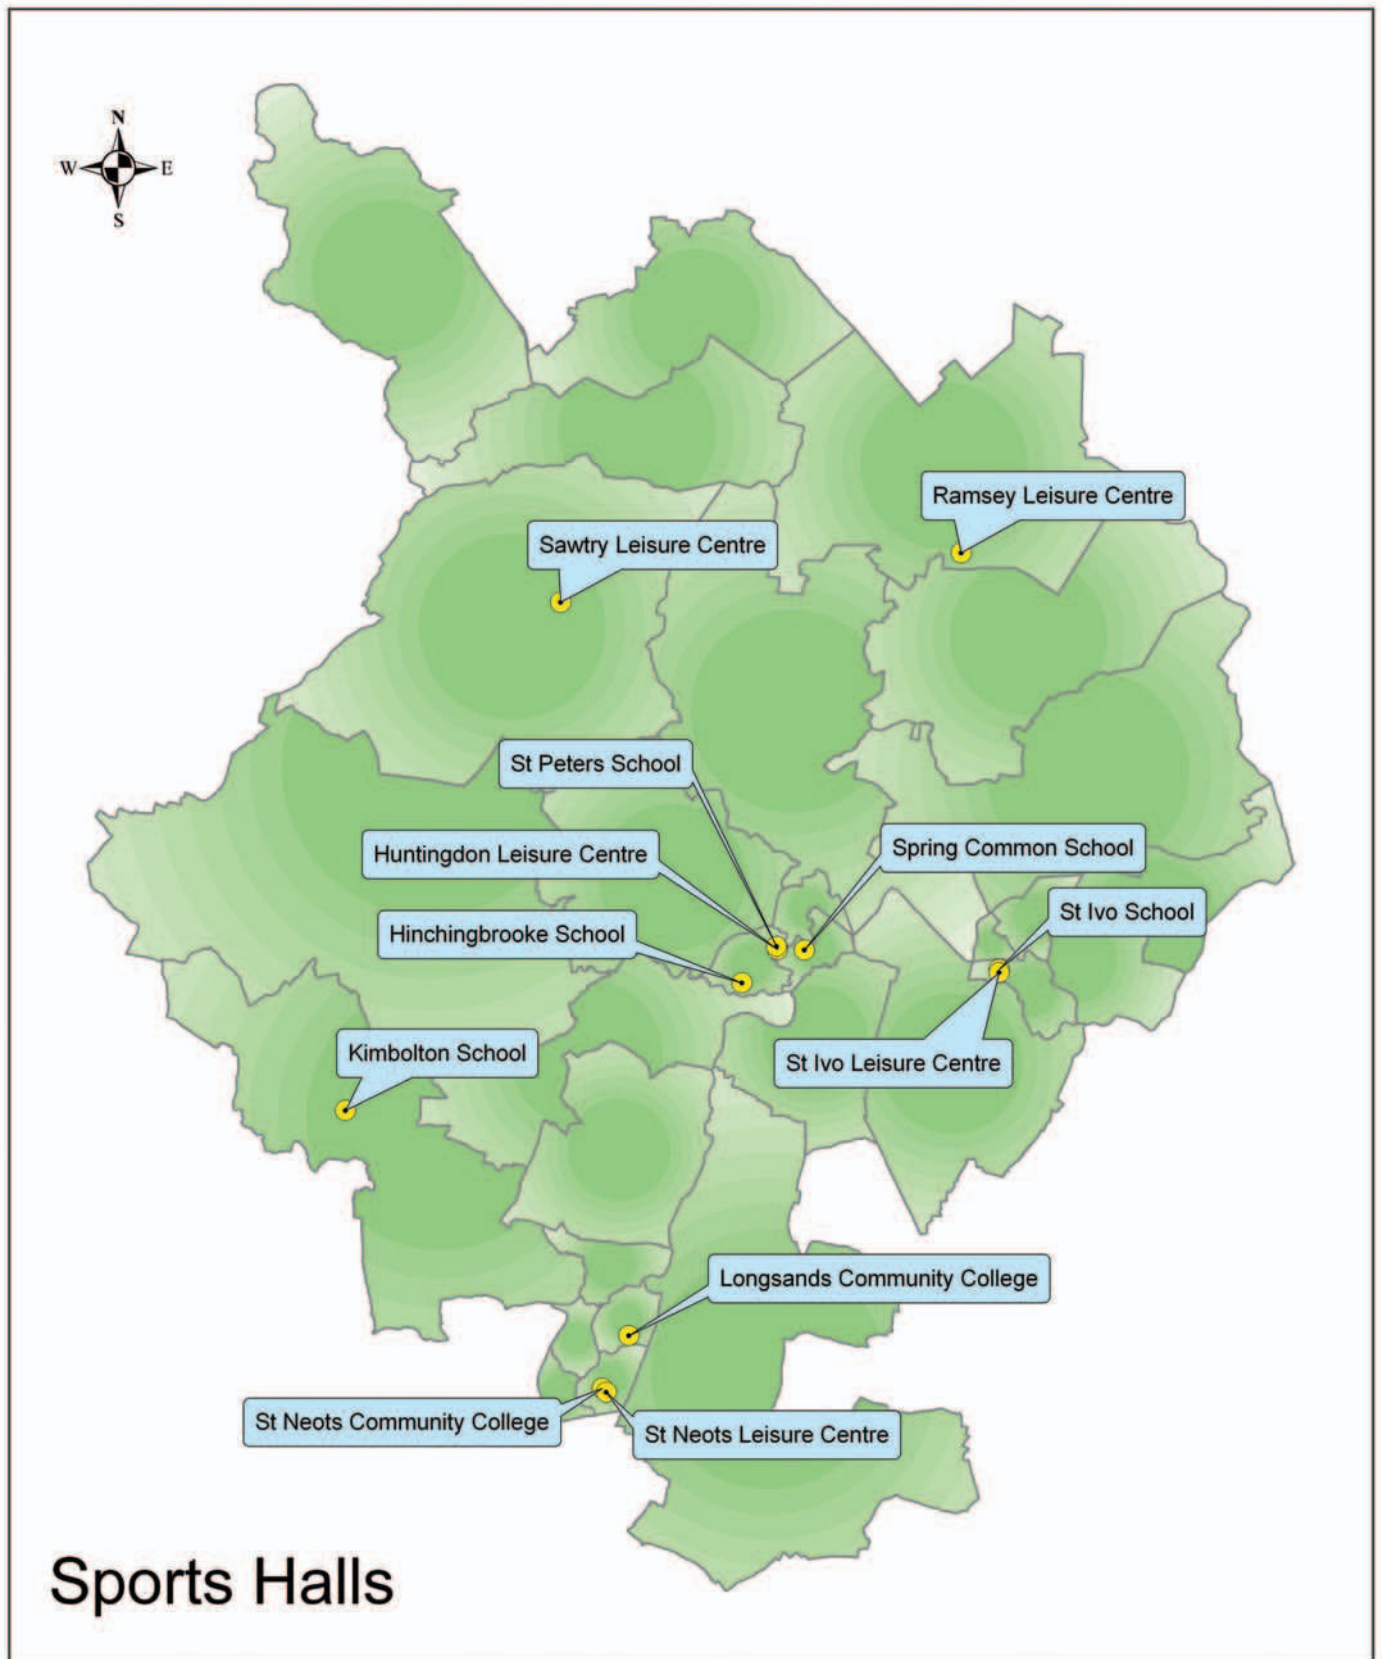 N
W E
S
Ramsey Leisure Centre
Sawtry Leisure Centre
St Peters School
Huntingdon Leisure Centre
Spring Common School
St Ivo School
Hinchingbrooke School
Kimbolton School
St Ivo Leisure Centre
Longsands Community College
St Neots Community College
St Neots Leisure Centre
Sports Halls